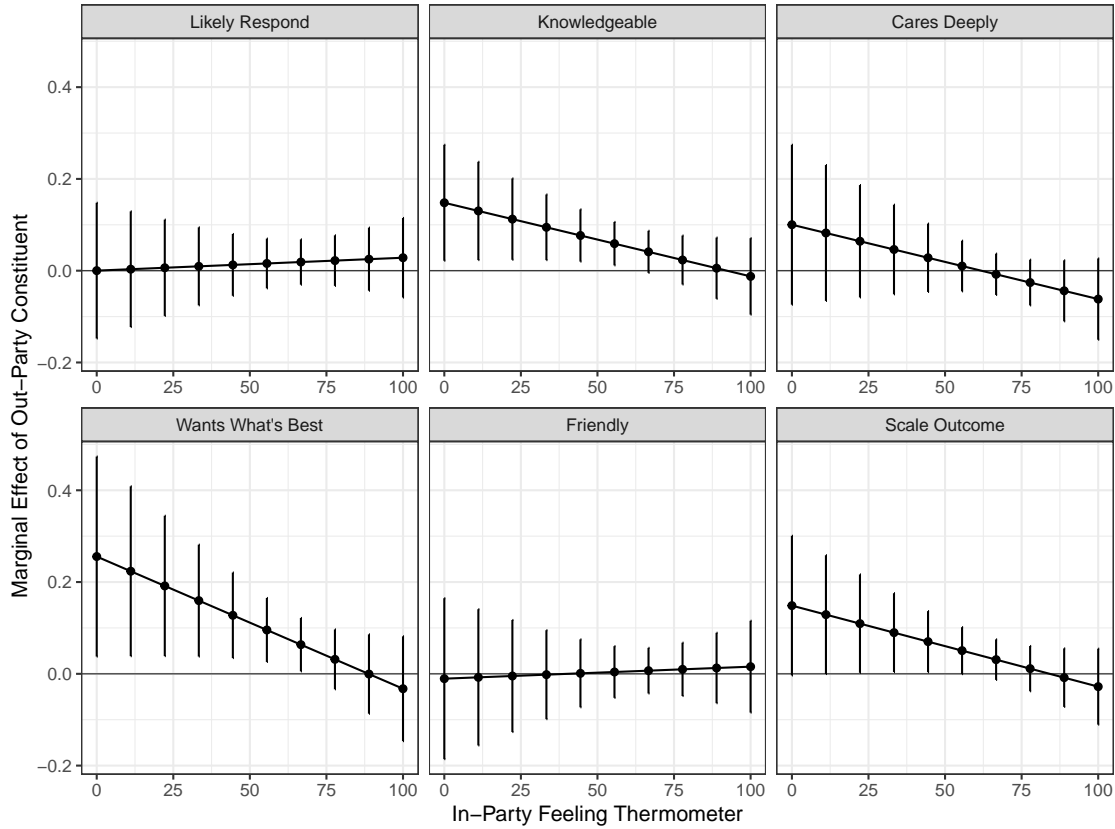 Likely Respond Knowledgeable Cares Deeply
0.4
0.2
0.0
−0.2
0 25 50 75 100 0 25 50 75 100 0 25 50 75 100
Wants What's Best Friendly Scale Outcome
0.4
0.2
0.0
−0.2
0 25 50 75 100 0 25 50 75 100 0 25 50 75 100
In−Party Feeling Thermometer
Marginal Effect of Out−Party Constituent